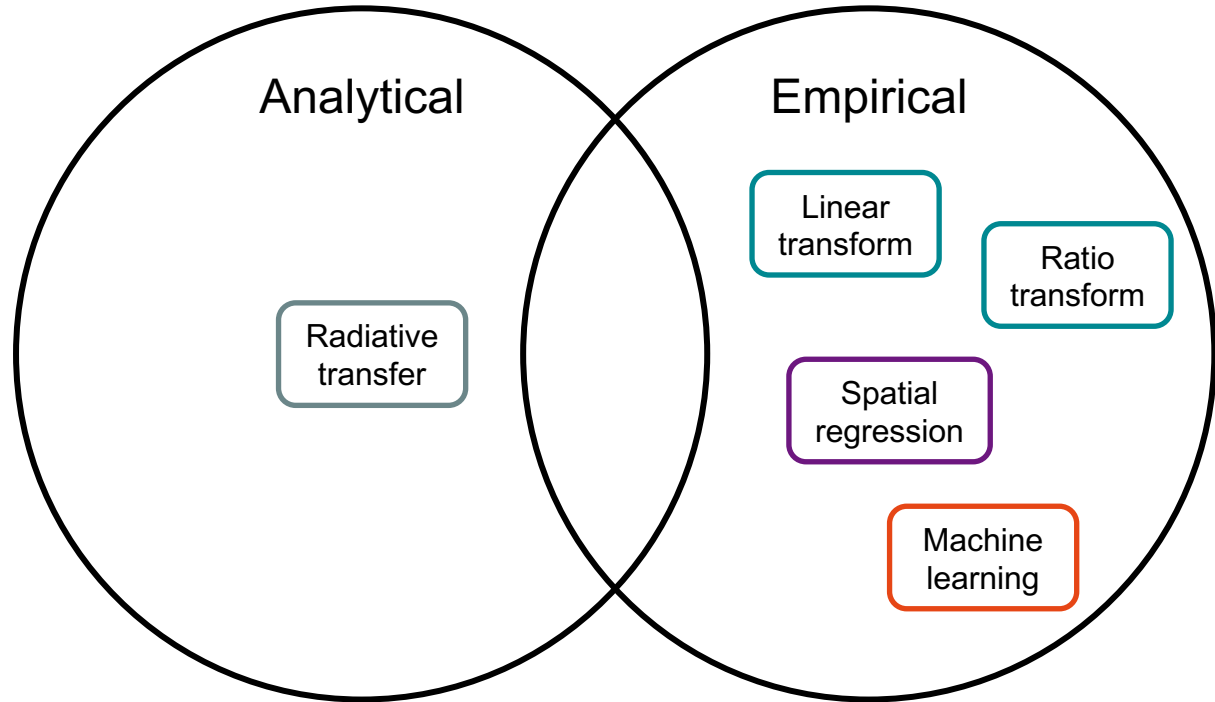 Analytical
Empirical
Linear
transform
Ratio
transform
Radiative
transfer
Spatial
regression
Machine
learning